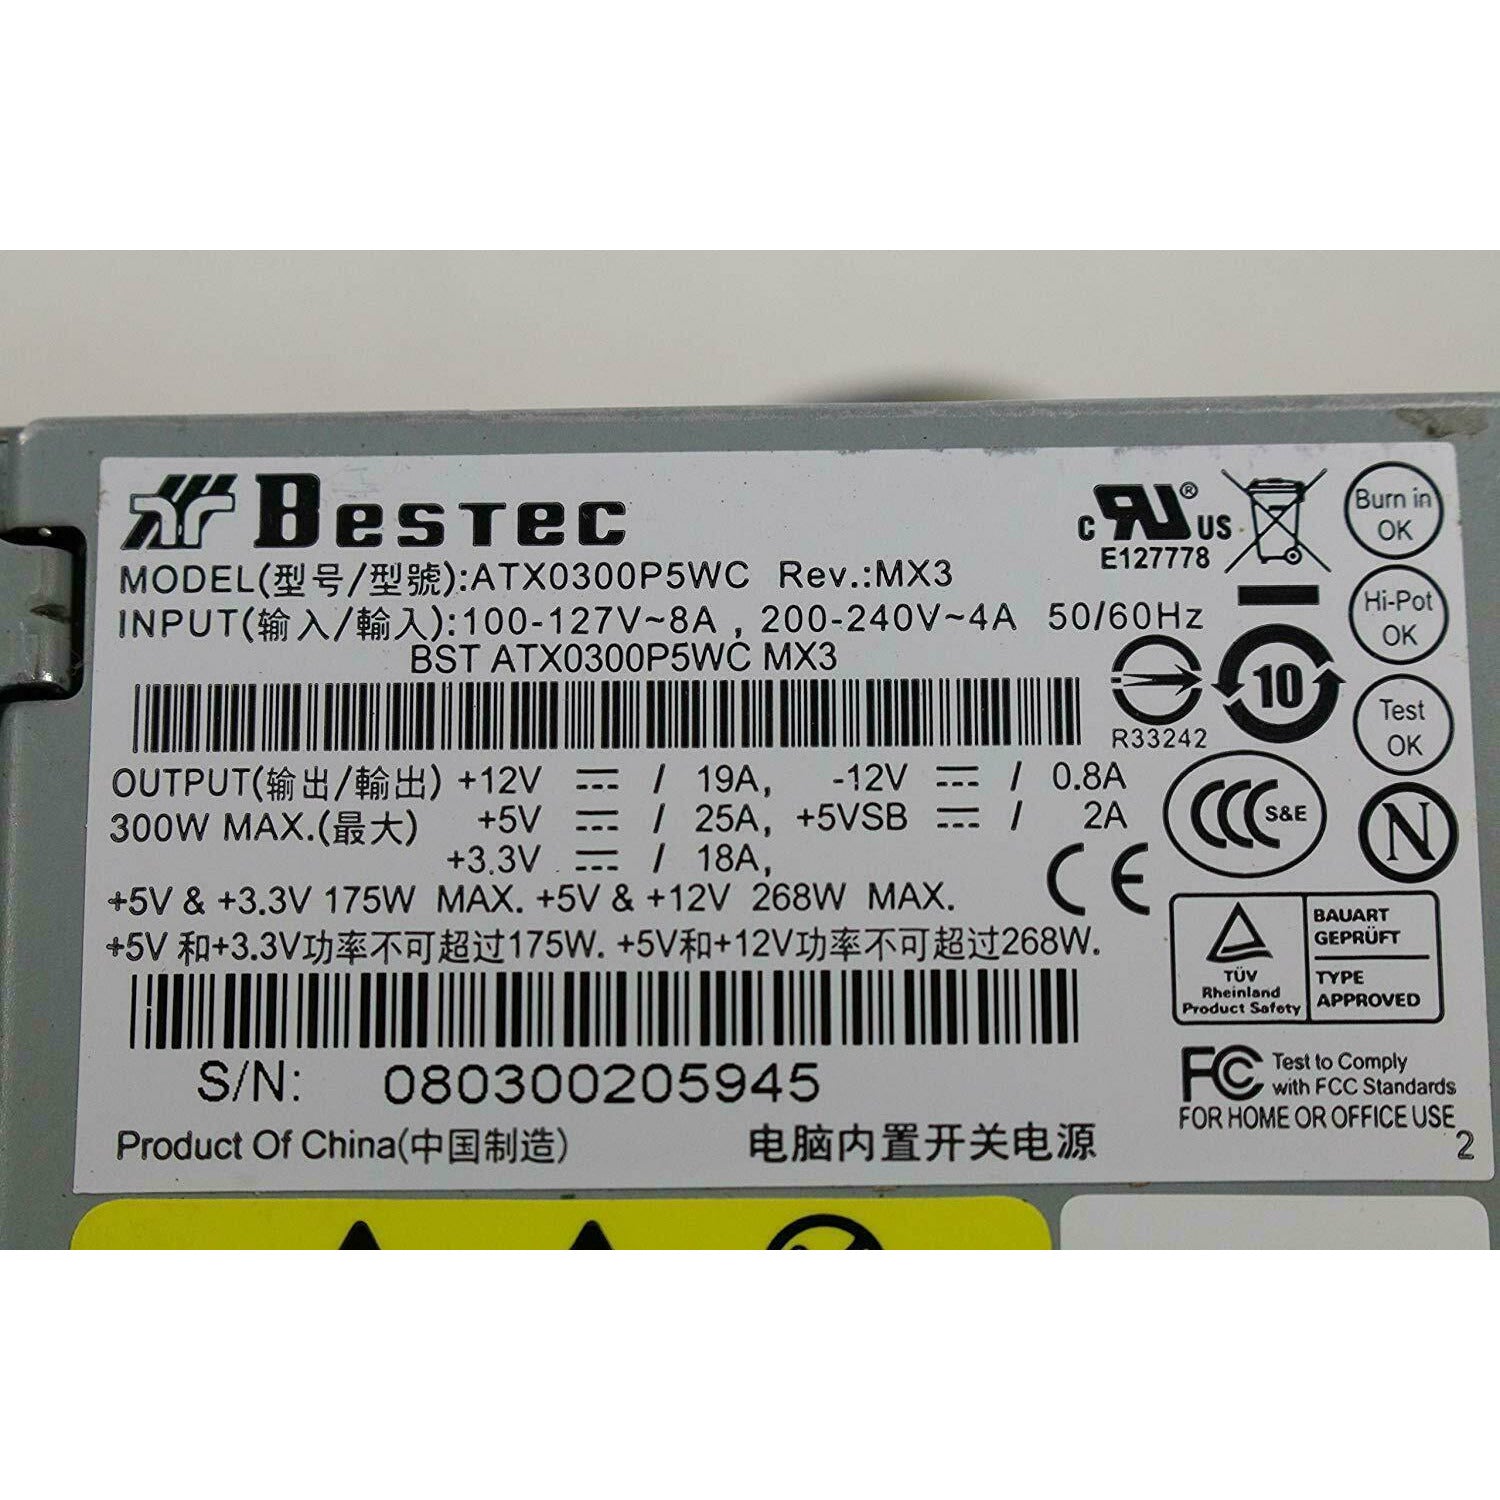 BESTEC
MODEL(型号/型號):ATX0300P5WC Rev.:MX3
INPUT(输入/輸入):100-127V~8A , 200-240V~4A 50/60Hz
BST ATX0300P5WC MX3
OUTPUT(输出/輸出) +12V ⎓ / 19A, -12V ⎓ / 0.8A
300W MAX.(最大) +5V ⎓ / 25A, +5VSB ⎓ / 2A
+3.3V ⎓ / 18A,
+5V & +3.3V 175W MAX. +5V & +12V 268W MAX.
+5V 和+3.3V功率不可超过175W. +5V和+12V功率不可超过268W.
S/N: 080300205945
Product Of China(中国制造)
电脑内置开关电源
c RU ® US
E127778
Burn in
OK
Hi-Pot
OK
R33242
10
Test
OK
CCC S&E
N
CE
TÜV
Rheinland
Product Safety
BAUART
GEPRÜFT
TYPE
APPROVED
FC Test to Comply
with FCC Standards
FOR HOME OR OFFICE USE
2